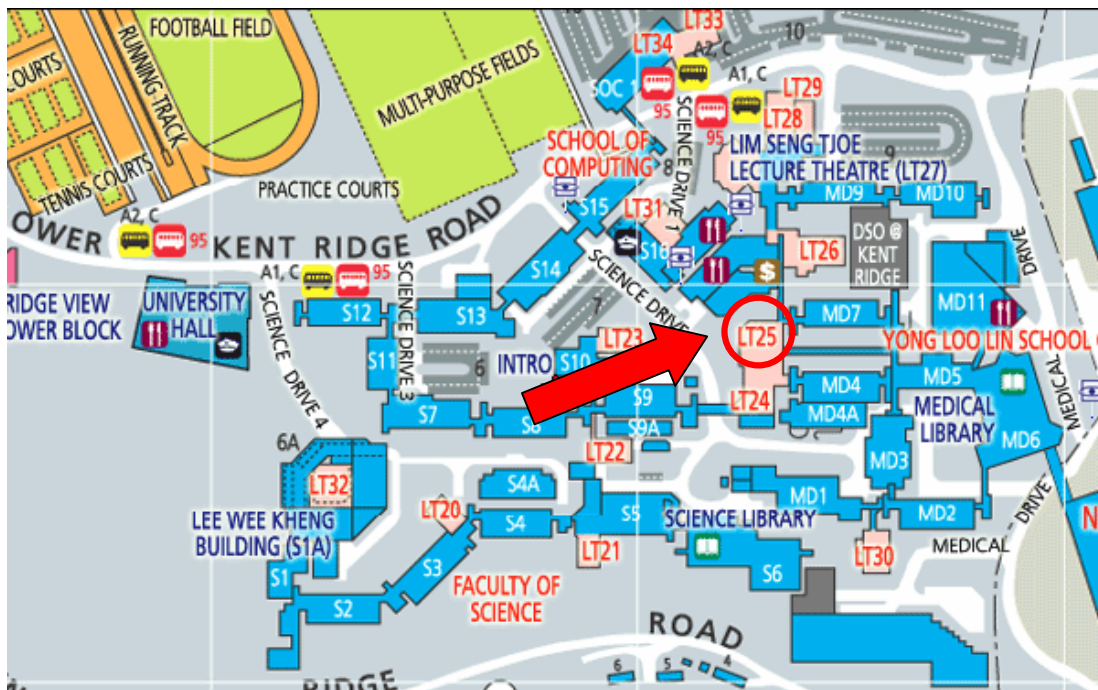 FOOTBALL FIELD
RUNNING TRACK
COURTS
TENNIS COURTS
MULTI-PURPOSE FIELDS
PRACTICE COURTS
LT33
LT34
A2, C
10
SOC 1
95
A1, C
95
LT29
LT28
SCIENCE DRIVE 1
SCHOOL OF
COMPUTING
8
LIM SENG TJOE
LECTURE THEATRE (LT27)
9
MD9
MD10
A2, C
95
OWER KENT RIDGE ROAD
S15
LT31
S16
LT26
DSO @
KENT
RIDGE
$
DRIVE
A1, C
95
SCIENCE DRIVE 3
S14
SCIENCE DRIVE
7
MD11
RIDGE VIEW
OWER BLOCK
UNIVERSITY
HALL
SCIENCE DRIVE 4
S12
S13
LT23
LT25
MD7
YONG LOO LIN SCHOOL
S11
6
INTRO
S10
MD4
MD5
MEDICAL
S7
S9
LT24
MD4A
MEDICAL
LIBRARY
S9A
MD6
6A
LT22
MD3
LT32
S4A
MD1
LEE WEE KHENG
BUILDING (S1A)
LT20
S4
S5
SCIENCE LIBRARY
MD2
DRIVE
N
LT21
LT30
MEDICAL
S1
S3
S6
S2
FACULTY OF
SCIENCE
ROAD
6
5
4
RIDGE